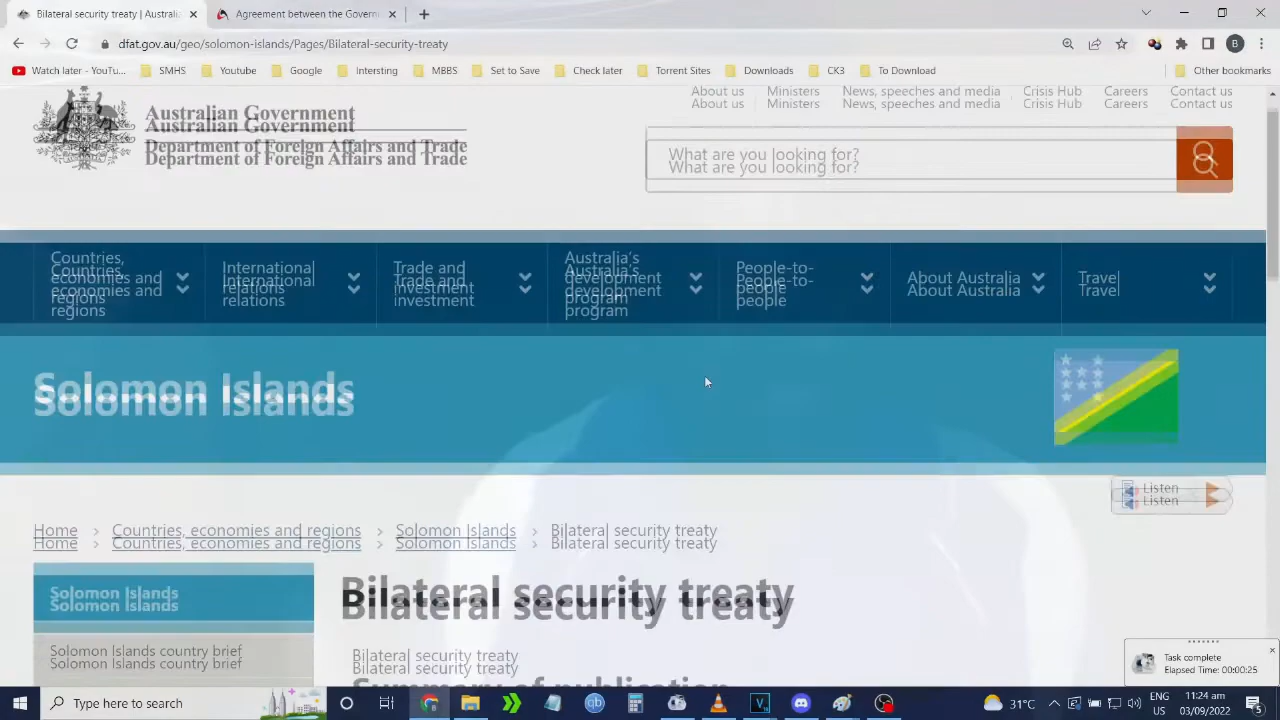 Bilateral security treaty | Australi
Agreement between the Governm
dfat.gov.au/geo/solomon-islands/Pages/Bilateral-security-treaty
B
Watch later - YouTu...
SMHS
Youtube
Google
Intersting
MBBS
Set to Save
Check later
Torrent Sites
Downloads
CK3
To Download
Other bookmarks
About us
Ministers
News, speeches and media
Crisis Hub
Careers
Contact us
Australian Government
Department of Foreign Affairs and Trade
What are you looking for?
Countries,
economies and
regions
International
relations
Trade and
investment
Australia's
development
program
People-to-
people
About Australia
Travel
Solomon Islands
Listen
Home > Countries, economies and regions > Solomon Islands > Bilateral security treaty
Solomon Islands
Bilateral security treaty
Solomon Islands country brief
Bilateral security treaty
Summary of publication
Task complete
Elapsed Time: 00:00:25
Type here to search
31°C
ENG
US
11:24 am
03/09/2022
5